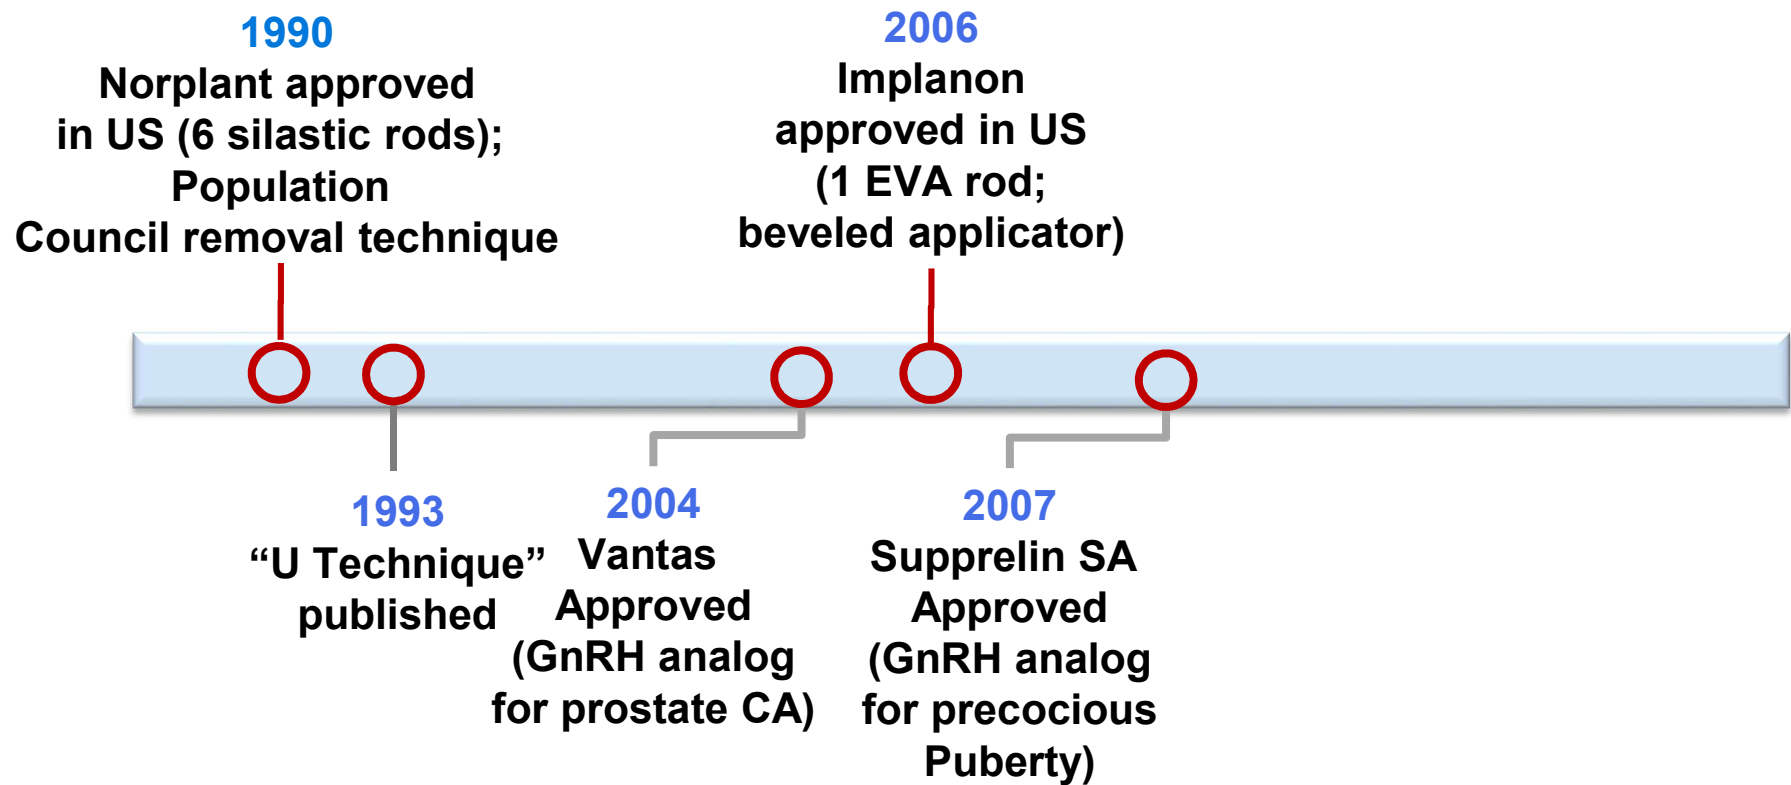 1990
Norplant approved
in US (6 silastic rods);
Population
Council removal technique
2006
Implanon
approved in US
(1 EVA rod;
beveled applicator)
1993
“U Technique”
published
2004
Vantas
Approved
(GnRH analog
for prostate CA)
2007
Supprelin SA
Approved
(GnRH analog
for precocious
Puberty)